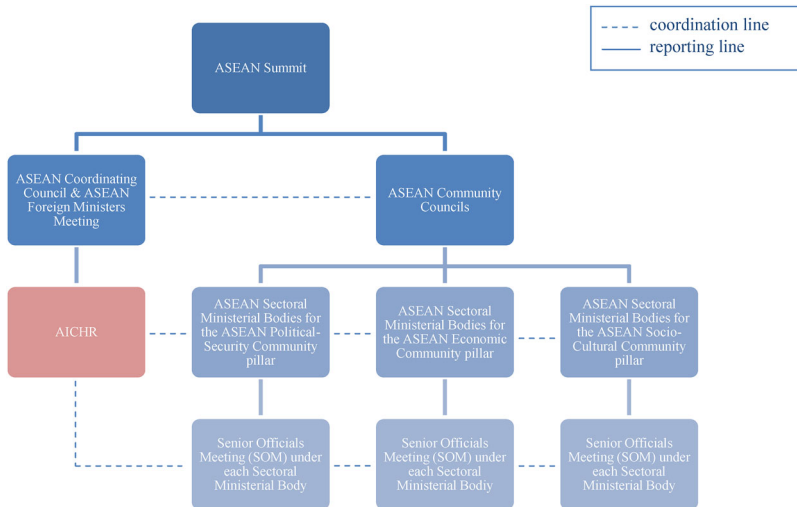 coordination line
reporting line
ASEAN Summit
ASEAN Coordinating
Council & ASEAN
Foreign Ministers
Meeting
ASEAN Community
Councils
AICHR
ASEAN Sectoral
Ministerial Bodies for
the ASEAN Political-
Security Community
pillar
ASEAN Sectoral
Ministerial Bodies for
the ASEAN Economic
Community pillar
ASEAN Sectoral
Ministerial Bodies for
the ASEAN Socio-
Cultural Community
pillar
Senior Officials
Meeting (SOM) under
each Sectoral
Ministerial Body
Senior Officials
Meeting (SOM) under
each Sectoral
Ministerial Bodiy
Senior Officials
Meeting (SOM) under
each Sectoral
Ministerial Body